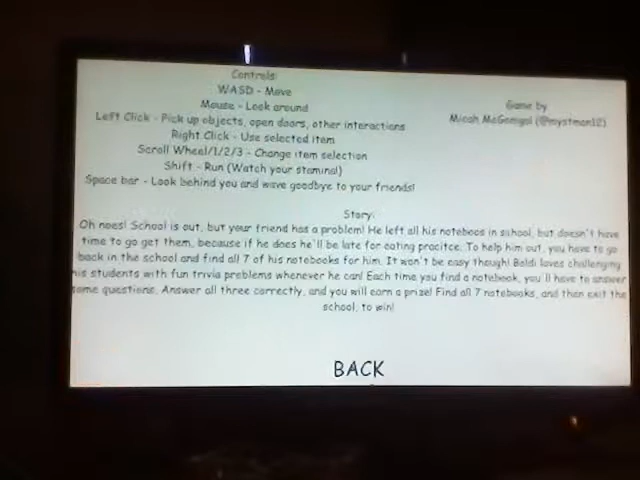 Controls:
WASD - Move
Mouse - Look around
Left Click - Pick up objects, open doors, other interactions
Right Click - Use selected item
Scroll Wheel/1/2/3 - Change item selection
Shift - Run (Watch your stamina!)
Space bar - Look behind you and wave goodbye to your friends!
Game by
Micah McGonigal (@mystman12)
Story:
Oh noes! School is out, but your friend has a problem! He left all his noteboos in school, but doesn't have
time to go get them, because if he does he'll be late for eating pracitce. To help him out, you have to go
back in the school and find all 7 of his notebooks for him. It won't be easy though! Baldi loves challenging
his students with fun trivia problems whenever he can! Each time you find a notebook, you'll have to answer
some questions. Answer all three correctly, and you will earn a prize! Find all 7 notebooks, and then exit the
school, to win!
BACK